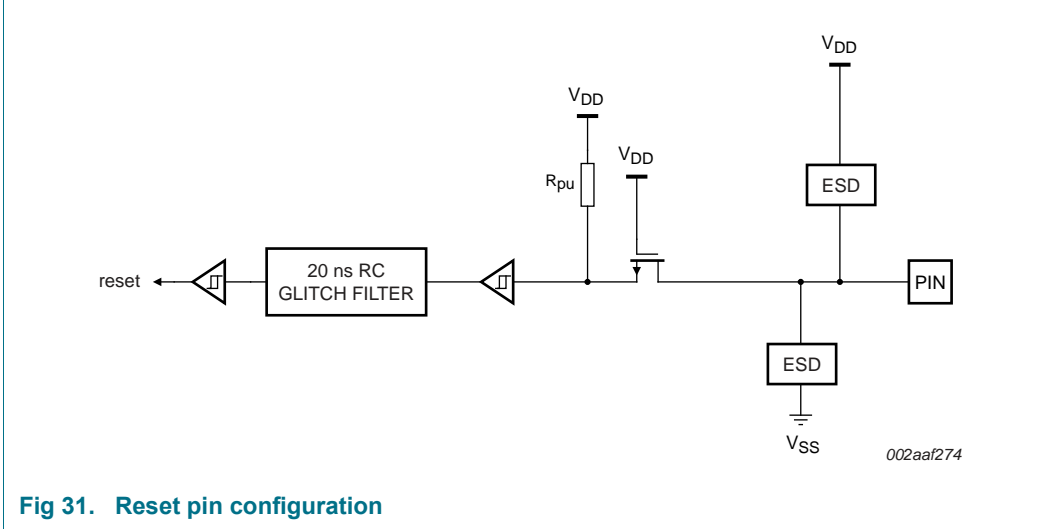 VDD
VDD
VDD
Rpu
ESD
reset
20 ns RC
GLITCH FILTER
PIN
ESD
VSS
002aaf274
Fig 31. Reset pin configuration